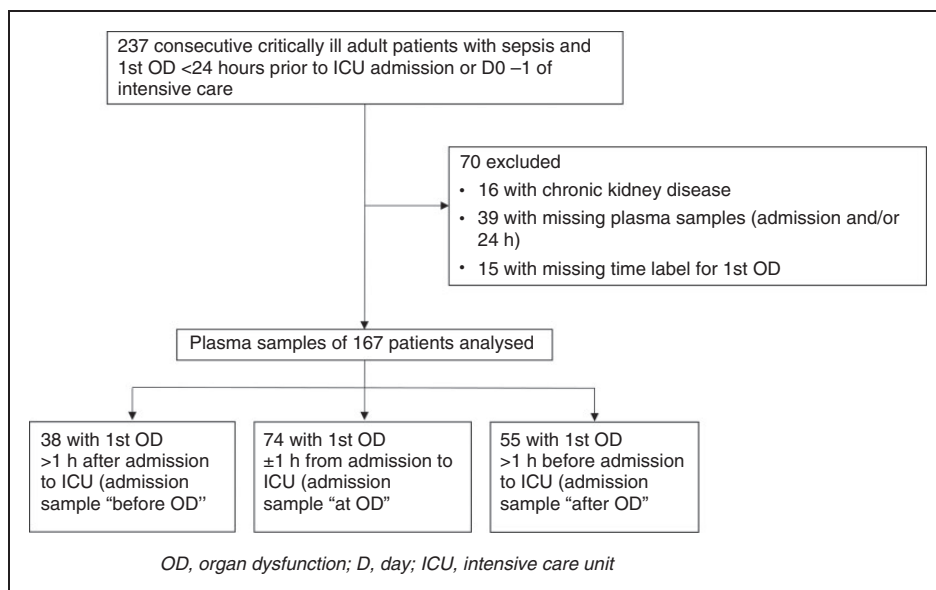 237 consecutive critically ill adult patients with sepsis and
1st OD <24 hours prior to ICU admission or D0 –1 of
intensive care
70 excluded
• 16 with chronic kidney disease
• 39 with missing plasma samples (admission and/or
24 h)
• 15 with missing time label for 1st OD
Plasma samples of 167 patients analysed
38 with 1st OD
>1 h after admission
to ICU (admission
sample “before OD’’
74 with 1st OD
±1 h from admission to
ICU (admission
sample “at OD”
55 with 1st OD
>1 h before admission
to ICU (admission
sample “after OD”
OD, organ dysfunction; D, day; ICU, intensive care unit